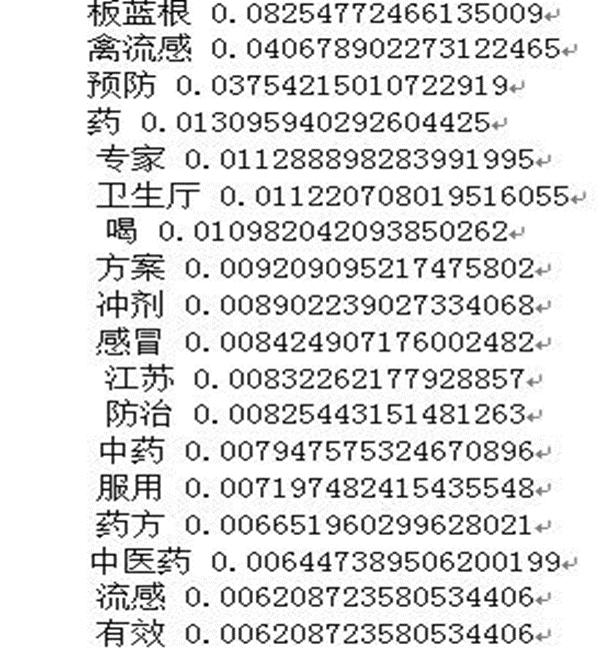 板蓝根 0.08254772466135009↵
禽流感 0.040678902273122465↵
预防 0.03754215010722919↵
药 0.013095940292604425↵
专家 0.011288898283991995↵
卫生厅 0.011220708019516055↵
喝 0.010982042093850262↵
方案 0.009209095217475802↵
冲剂 0.008902239027334068↵
感冒 0.008424907176002482↵
江苏 0.00832262177928857↵
防治 0.00825443151481263↵
中药 0.007947575324670896↵
服用 0.007197482415435548↵
药方 0.006651960299628021↵
中医药 0.006447389506200199↵
流感 0.006208723580534406↵
有效 0.006208723580534406↵